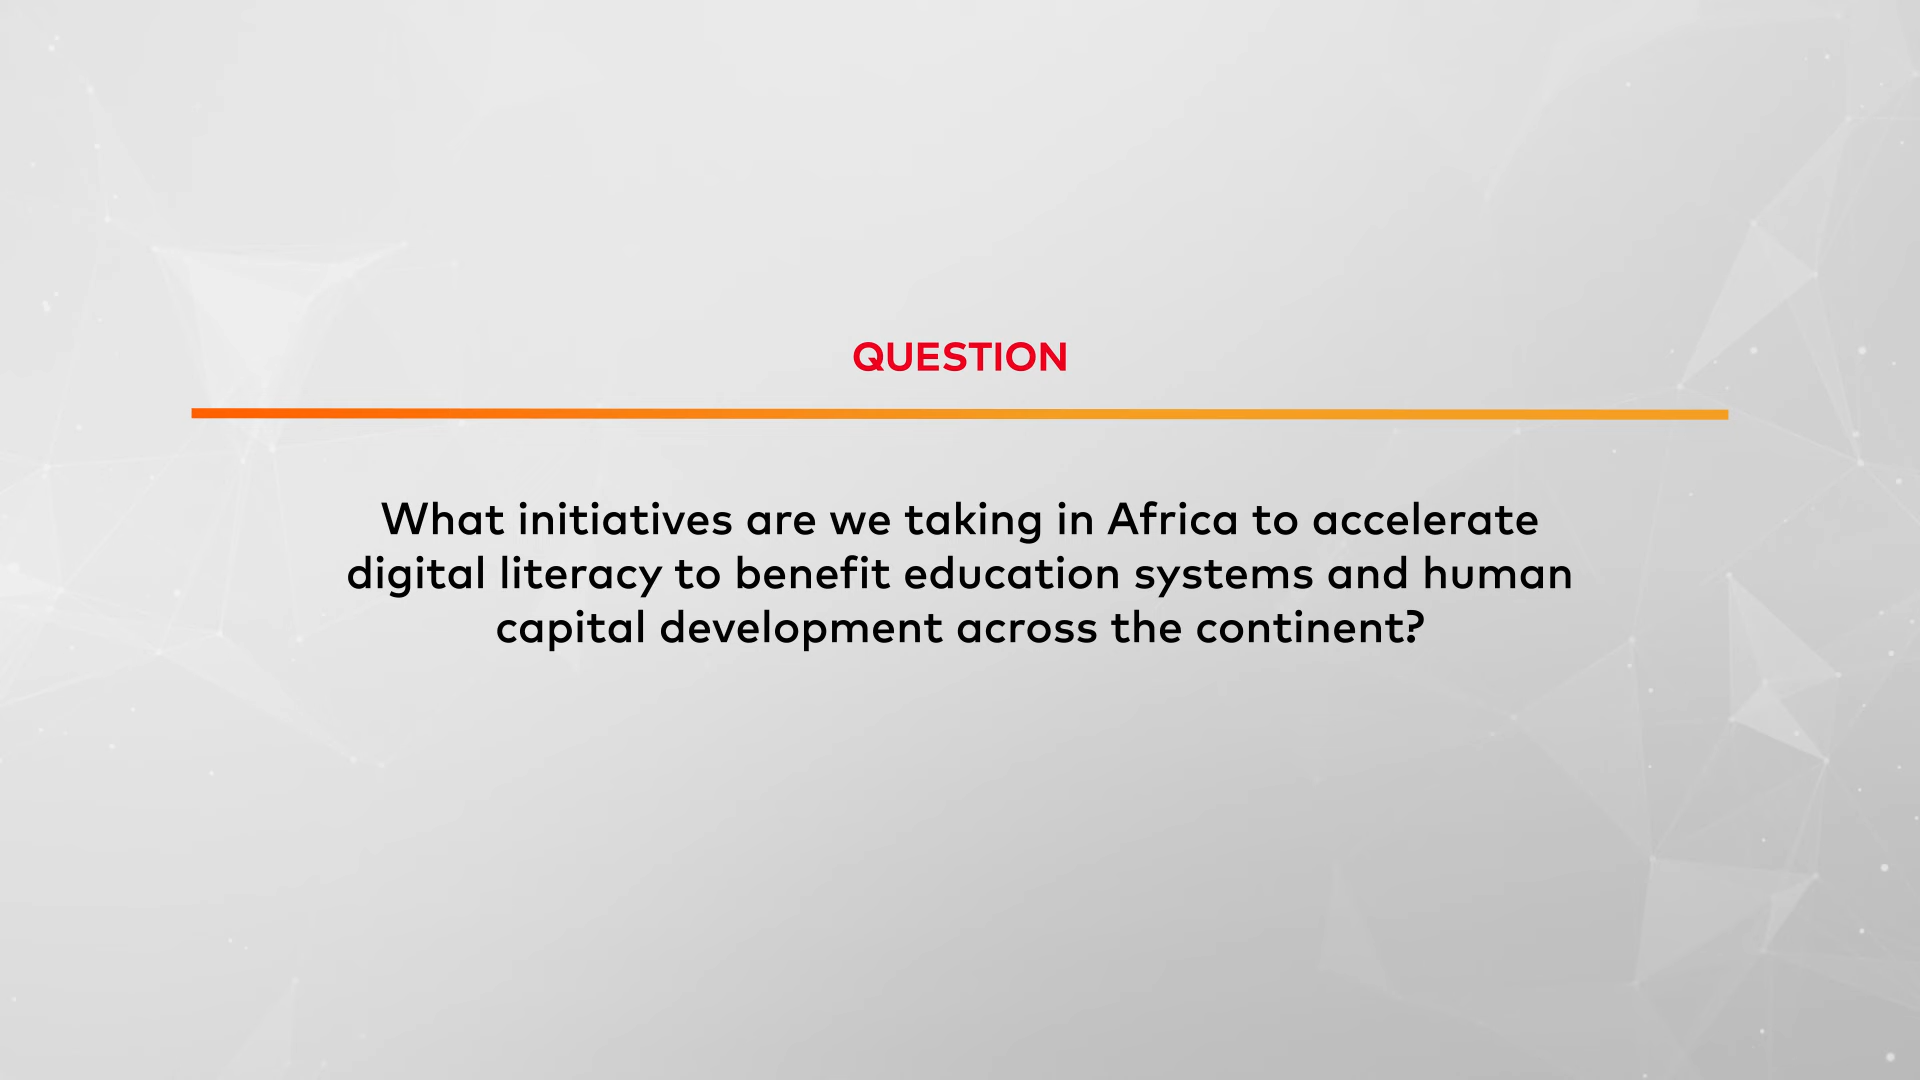 QUESTION
What initiatives are we taking in Africa to accelerate
digital literacy to benefit education systems and human
capital development across the continent?